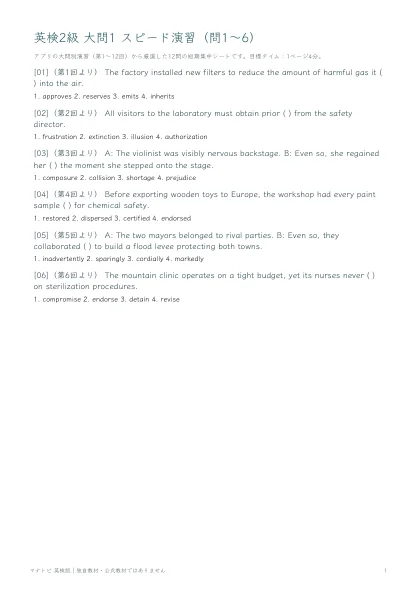 英検2級 大問1 スピード演習（問1〜6）
アプリの大問別演習（第1〜12回）から厳選した12問の短期集中シートです。目標タイム：1ページ4分。
[01]（第1回より） The factory installed new filters to reduce the amount of harmful gas it (
) into the air.
1. approves 2. reserves 3. emits 4. inherits
[02]（第2回より） All visitors to the laboratory must obtain prior ( ) from the safety
director.
1. frustration 2. extinction 3. illusion 4. authorization
[03]（第3回より） A: The violinist was visibly nervous backstage. B: Even so, she regained
her ( ) the moment she stepped onto the stage.
1. composure 2. collision 3. shortage 4. prejudice
[04]（第4回より） Before exporting wooden toys to Europe, the workshop had every paint
sample ( ) for chemical safety.
1. restored 2. dispersed 3. certified 4. endorsed
[05]（第5回より） A: The two mayors belonged to rival parties. B: Even so, they
collaborated ( ) to build a flood levee protecting both towns.
1. inadvertently 2. sparingly 3. cordially 4. markedly
[06]（第6回より） The mountain clinic operates on a tight budget, yet its nurses never ( )
on sterilization procedures.
1. compromise 2. endorse 3. detain 4. revise
マナトビ 英検部｜独自教材・公式教材ではありません
1